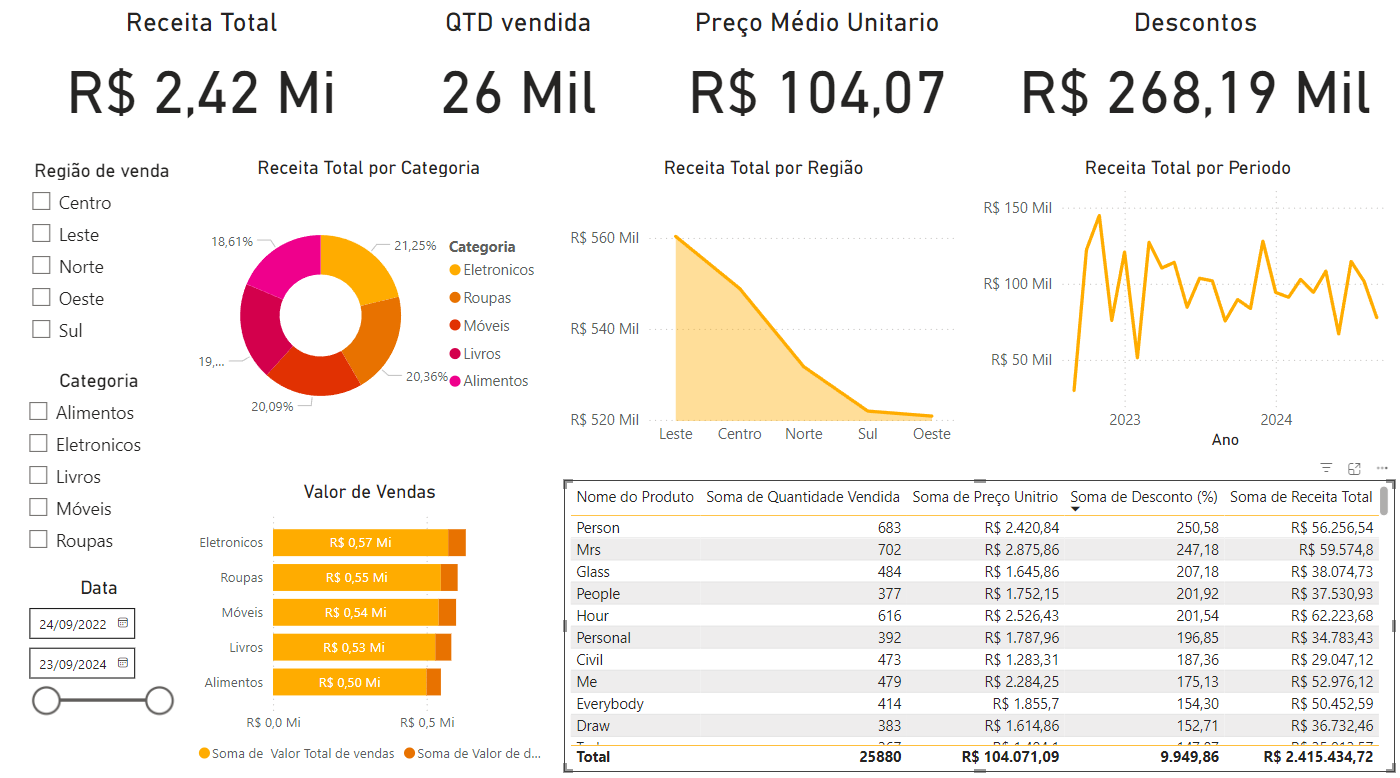 Receita Total
R$ 2,42 Mi
QTD vendida
26 Mil
Preço Médio Unitario
R$ 104,07
Descontos
R$ 268,19 Mil
Região de venda
Centro
Leste
Norte
Oeste
Sul
Categoria
Alimentos
Eletronicos
Livros
Móveis
Roupas
Data
24/09/2022
23/09/2024
Receita Total por Categoria
18,61%
21,25%
19,...
20,09%
20,36%
Categoria
Eletronicos
Roupas
Móveis
Livros
Alimentos
Receita Total por Região
R$ 560 Mil
R$ 540 Mil
R$ 520 Mil
Leste Centro Norte Sul Oeste
Receita Total por Periodo
R$ 150 Mil
R$ 100 Mil
R$ 50 Mil
2023 2024
Ano
Valor de Vendas
Eletronicos R$ 0,57 Mi
Roupas R$ 0,55 Mi
Móveis R$ 0,54 Mi
Livros R$ 0,53 Mi
Alimentos R$ 0,50 Mi
R$ 0,0 Mi R$ 0,5 Mi
Soma de Valor Total de vendas Soma de Valor de d...
Nome do Produto Soma de Quantidade Vendida Soma de Preço Unitrio Soma de Desconto (%) Soma de Receita Total
Person 683 R$ 2.420,84 250,58 R$ 56.256,54
Mrs 702 R$ 2.875,86 247,18 R$ 59.574,8
Glass 484 R$ 1.645,86 207,18 R$ 38.074,73
People 377 R$ 1.752,15 201,92 R$ 37.530,93
Hour 616 R$ 2.526,43 201,54 R$ 62.223,68
Personal 392 R$ 1.787,96 196,85 R$ 34.783,43
Civil 473 R$ 1.283,31 187,36 R$ 29.047,12
Me 479 R$ 2.284,25 175,13 R$ 52.976,12
Everybody 414 R$ 1.855,7 154,30 R$ 50.452,59
Draw 383 R$ 1.614,86 152,71 R$ 36.732,46
Total 25880 R$ 104.071,09 9.949,86 R$ 2.415.434,72